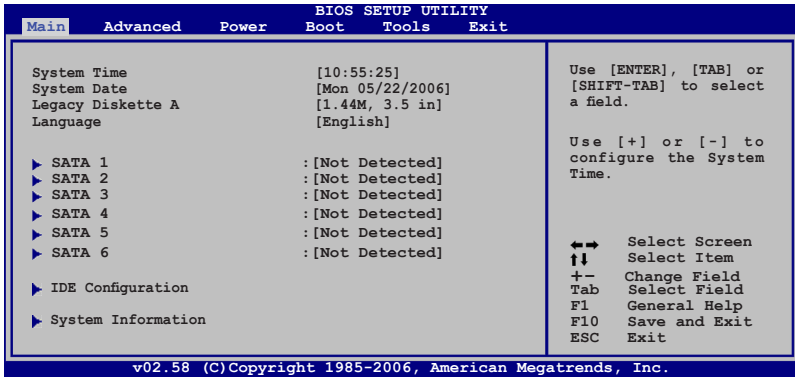 BIOS SETUP UTILITY
Main Advanced Power Boot Tools Exit
System Time [10:55:25]
System Date [Mon 05/22/2006]
Legacy Diskette A [1.44M, 3.5 in]
Language [English]
SATA 1 :[Not Detected]
SATA 2 :[Not Detected]
SATA 3 :[Not Detected]
SATA 4 :[Not Detected]
SATA 5 :[Not Detected]
SATA 6 :[Not Detected]
IDE Configuration
System Information
Use [ENTER], [TAB] or
[SHIFT-TAB] to select
a field.
Use [+] or [-] to
configure the System
Time.
←→ Select Screen
↑↓ Select Item
+- Change Field
Tab Select Field
F1 General Help
F10 Save and Exit
ESC Exit
v02.58 (C)Copyright 1985-2006, American Megatrends, Inc.